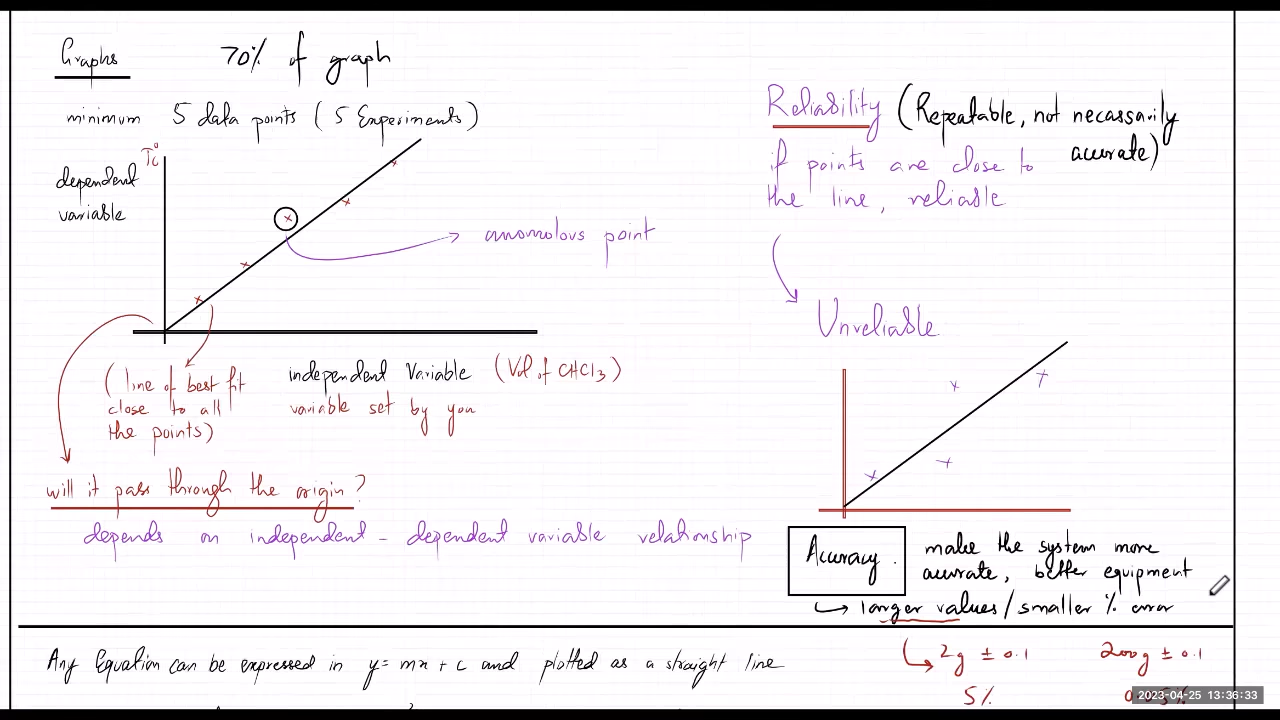 Graphs 70% of graph
minimum 5 data points ( 5 Experiments )
T°C
dependent
variable
anomolous point
( line of best fit
close to all
the points)
independent Variable (Vol. of CHCl3)
variable set by you
will it pass through the origin ?
depends on independent - dependent variable relationship
Reliability (Repeatable, not necassarily
accurate)
if points are close to
the line, reliable
Unreliable
Accuracy.
make the system more
accurate, better equipment
larger values/smaller % error
2g ± 0.1 200g ± 0.1
5%
Any Equation can be expressed in y= mx + c and plotted as a straight line
2023-04-25 13:36:33